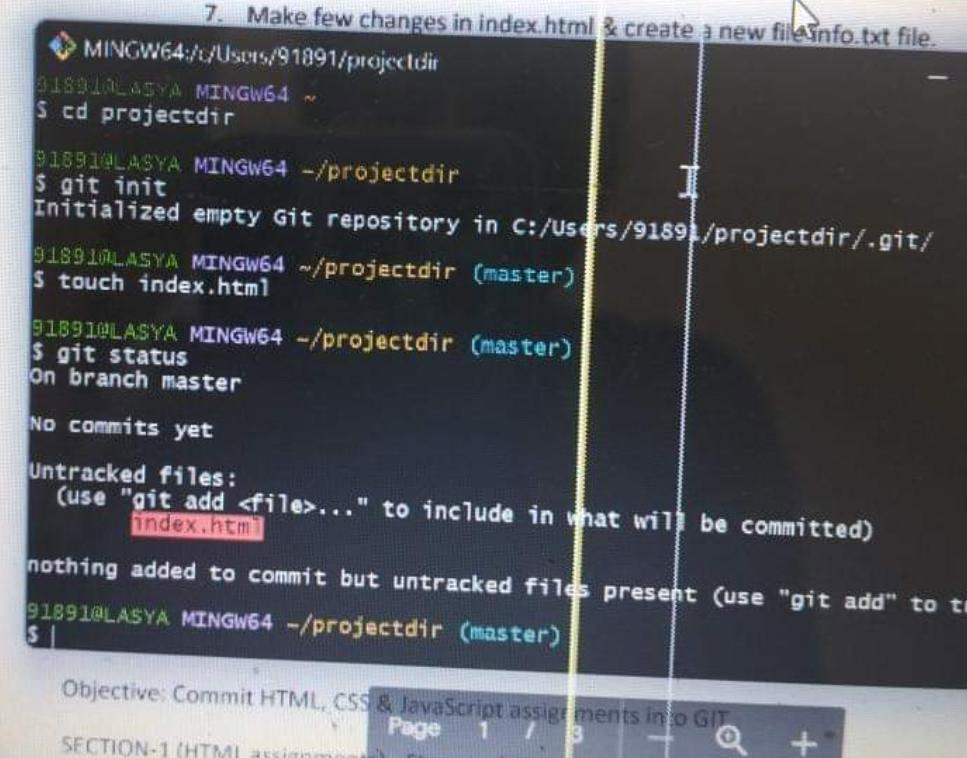 7. Make few changes in index.html & create a new file info.txt file.
MINGW64:/c/Users/91891/projectdir
91891@LASYA MINGW64 ~
$ cd projectdir
91891@LASYA MINGW64 ~/projectdir
$ git init
Initialized empty Git repository in C:/Users/91891/projectdir/.git/
91891@LASYA MINGW64 ~/projectdir (master)
$ touch index.html
91891@LASYA MINGW64 ~/projectdir (master)
$ git status
On branch master
No commits yet
Untracked files:
(use "git add <file>..." to include in what will be committed)
index.html
nothing added to commit but untracked files present (use "git add" to
91891@LASYA MINGW64 ~/projectdir (master)
$
Objective: Commit HTML, CSS & JavaScript assignments into GIT
Page 1 / 3
SECTION-1 (HTML